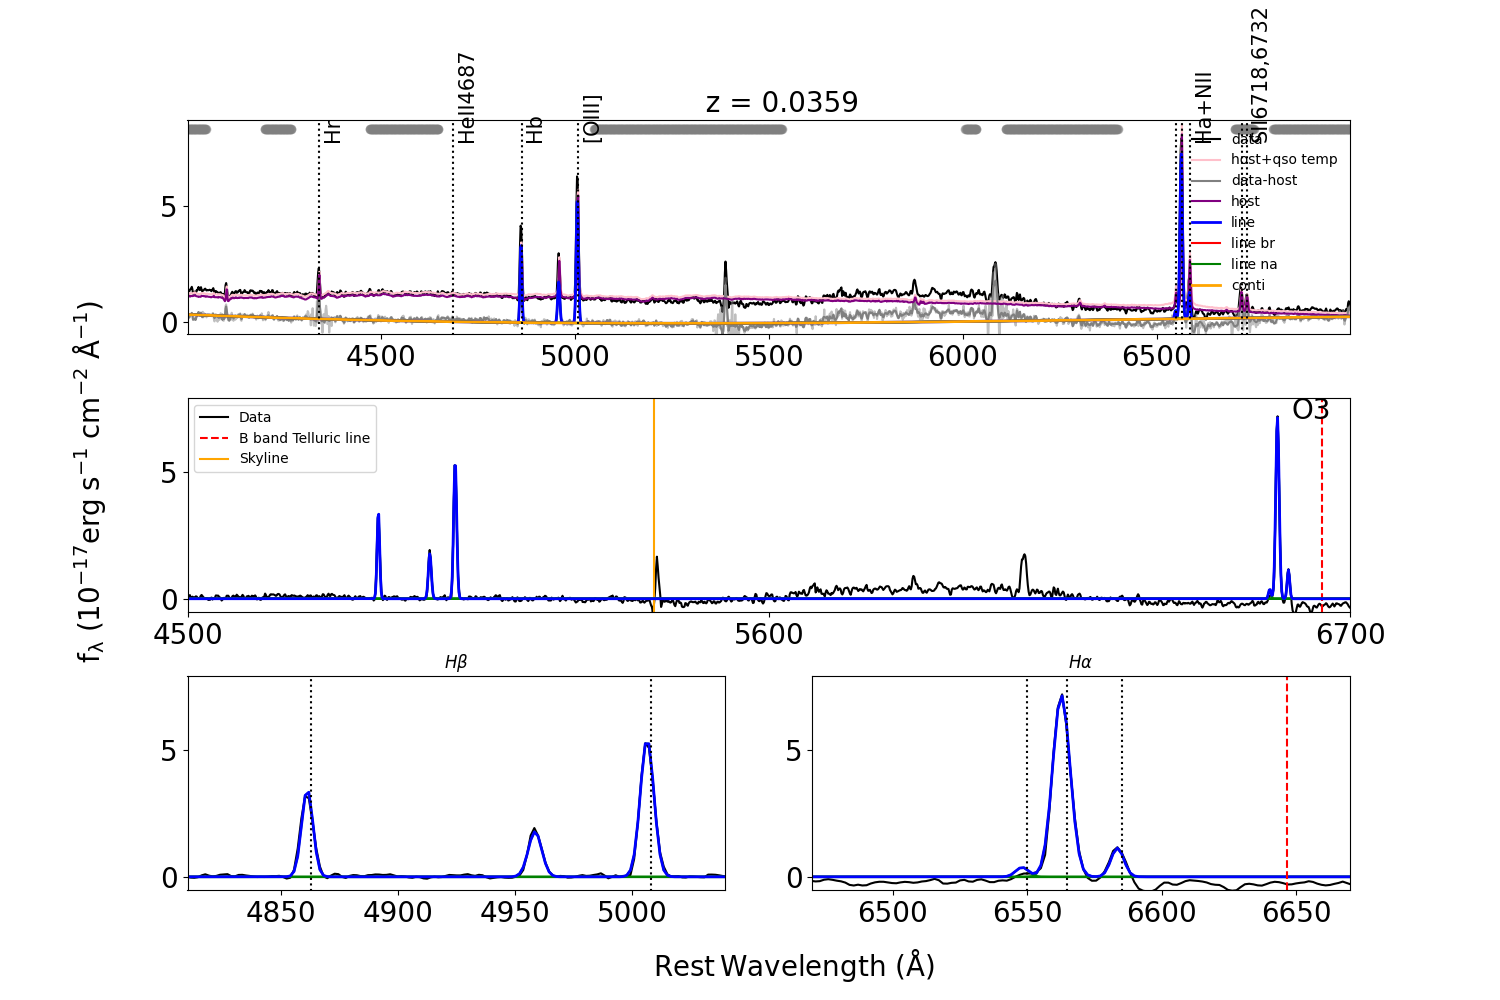 z = 0.0359
Hr
HeII4687
Hb
[OIII]
Ha+NII
SII6718,6732
data
host+qso temp
data-host
host
line
line br
line na
conti
5
0
4500
5000
5500
6000
6500
Data
B band Telluric line
Skyline
O3
5
0
4500
5600
6700
fλ (10−17erg s−1 cm−2 Å−1)
Hβ
5
0
4850
4900
4950
5000
Hα
5
0
6500
6550
6600
6650
Rest Wavelength (Å)